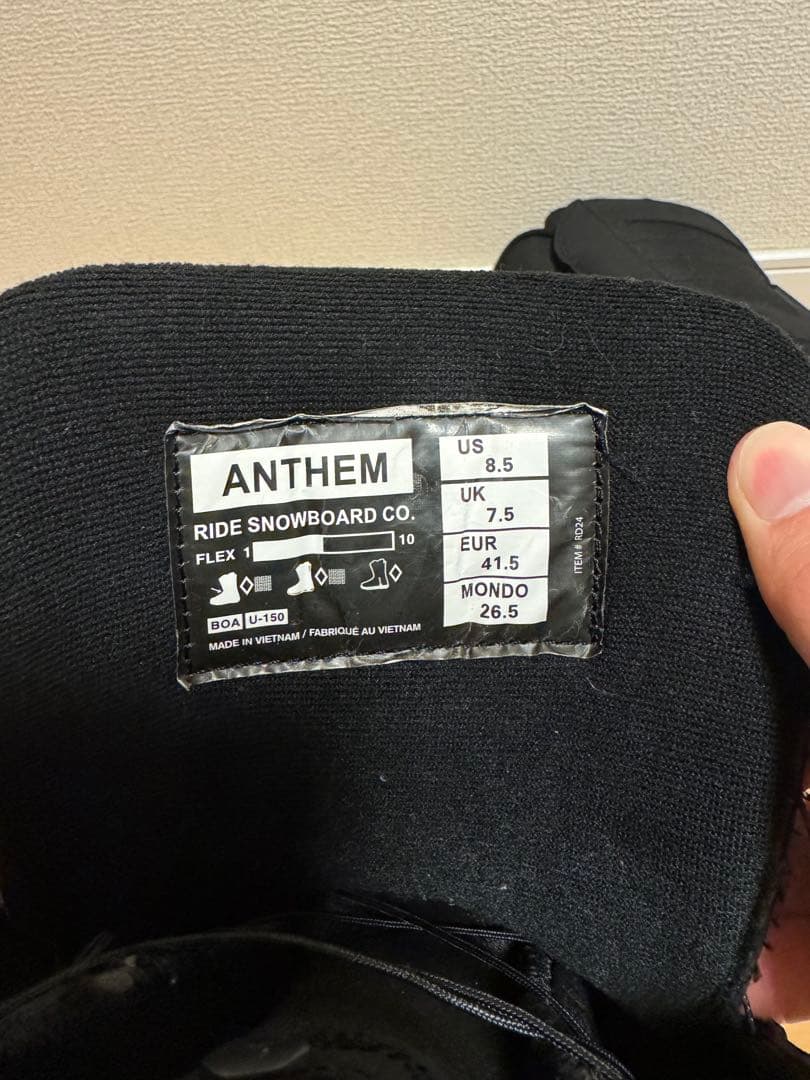 ANTHEM
RIDE SNOWBOARD CO.
FLEX 1 10
BOA U-150
MADE IN VIETNAM / FABRIQUÉ AU VIETNAM
US
8.5
UK
7.5
EUR
41.5
MONDO
26.5
ITEM# RD24